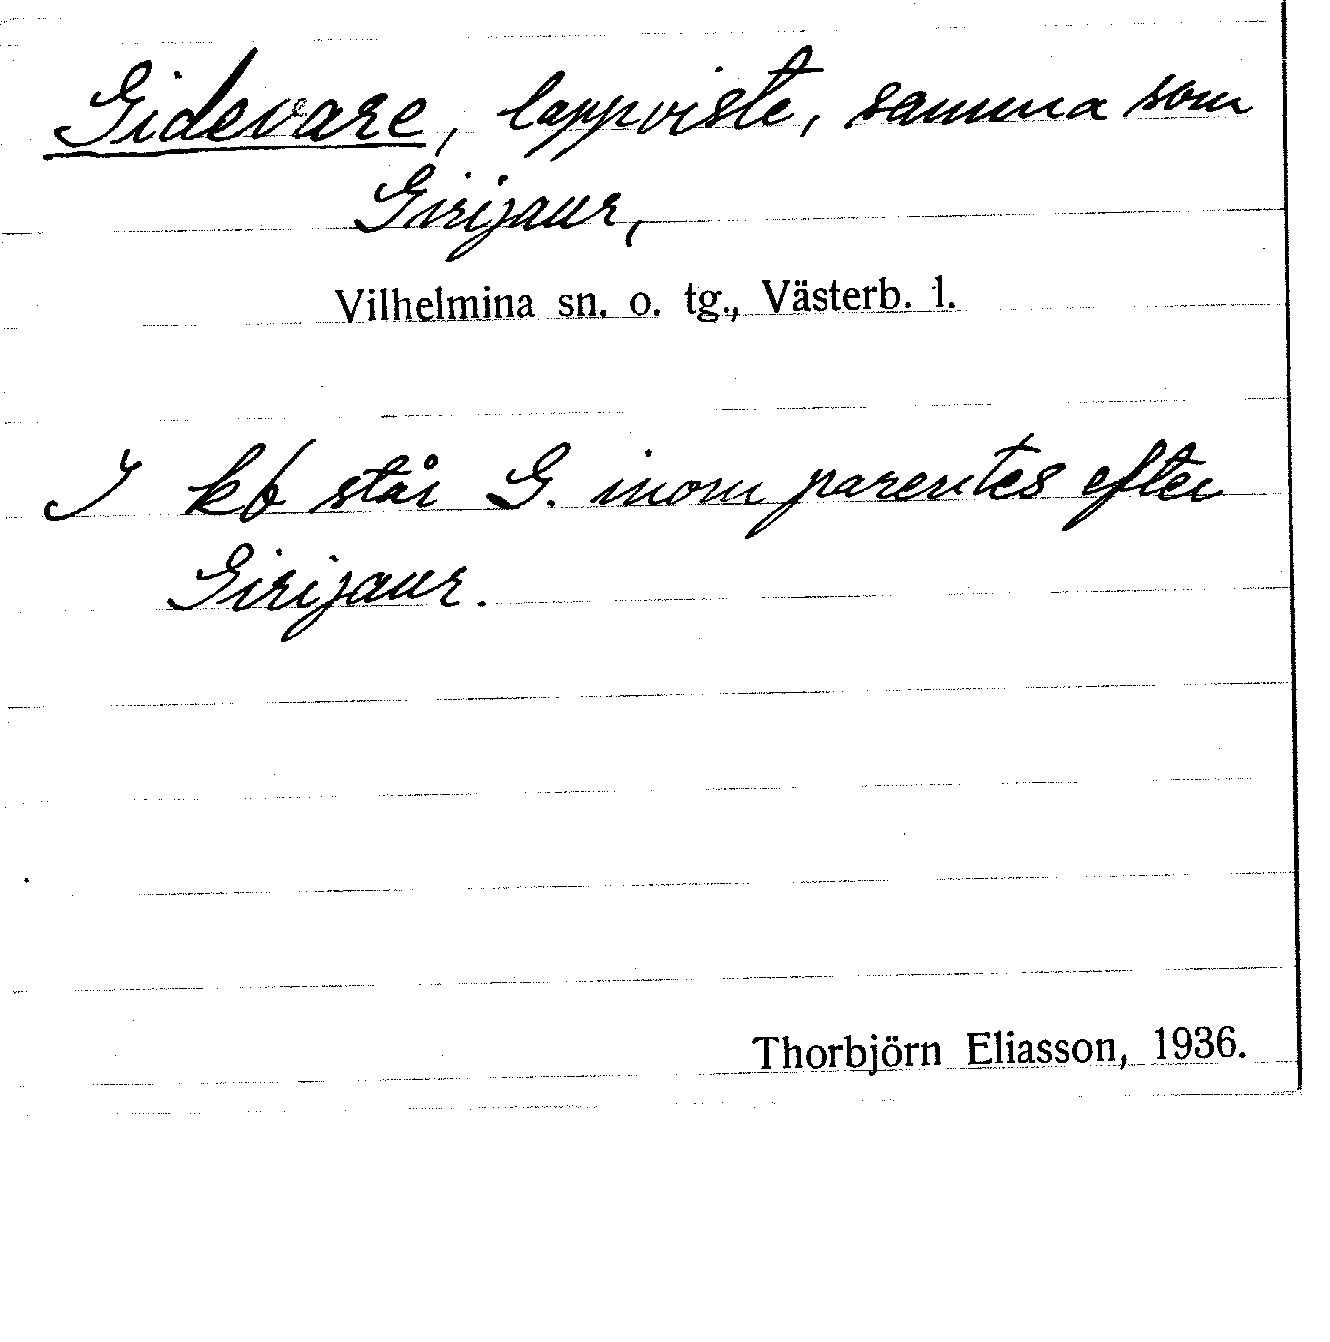 Gidevare, lappviste, samma som
Girijaur,
Vilhelmina sn. o. tg., Västerb. l.
I kb står G. inom parentes efter
Girijaur.
Thorbjörn Eliasson, 1936.